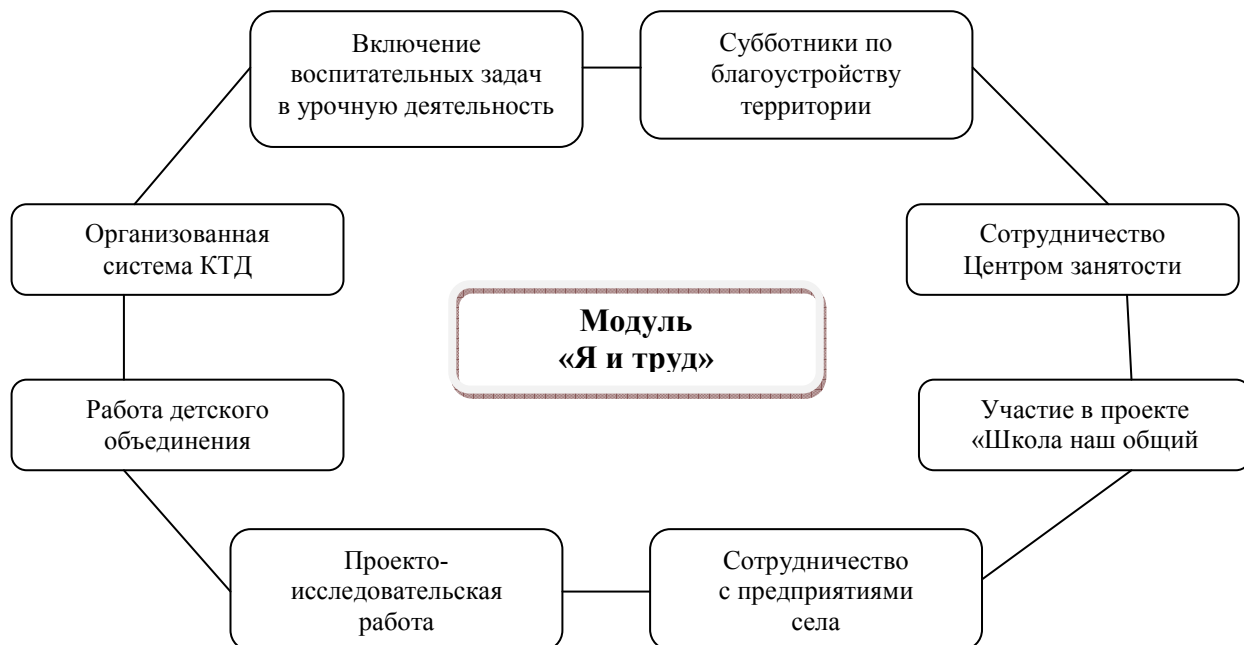 Включение
воспитательных задач
в урочную деятельность
Субботники по
благоустройству
территории
Организованная
система КТД
Сотрудничество
Центром занятости
Модуль
«Я и труд»
Работа детского
объединения
Участие в проекте
«Школа наш общий
Проекто-
исследовательская
работа
Сотрудничество
с предприятиями
села